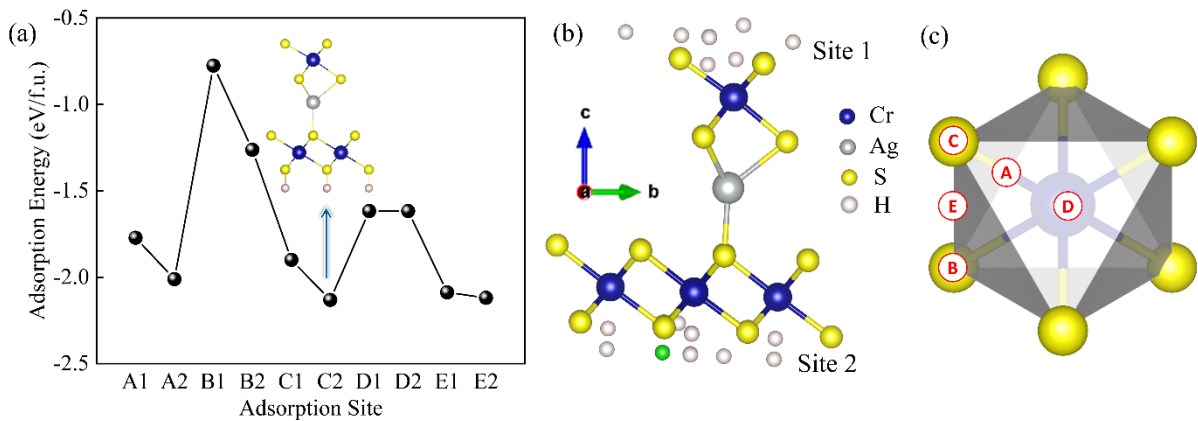 (a)
-0.5
-1.0
-1.5
-2.0
-2.5
Adsorption Energy (eV/f.u.)
A1 A2 B1 B2 C1 C2 D1 D2 E1 E2
Adsorption Site
(b)
Site 1
c
a
b
Cr
Ag
S
H
Site 2
(c)
C
A
E
D
B